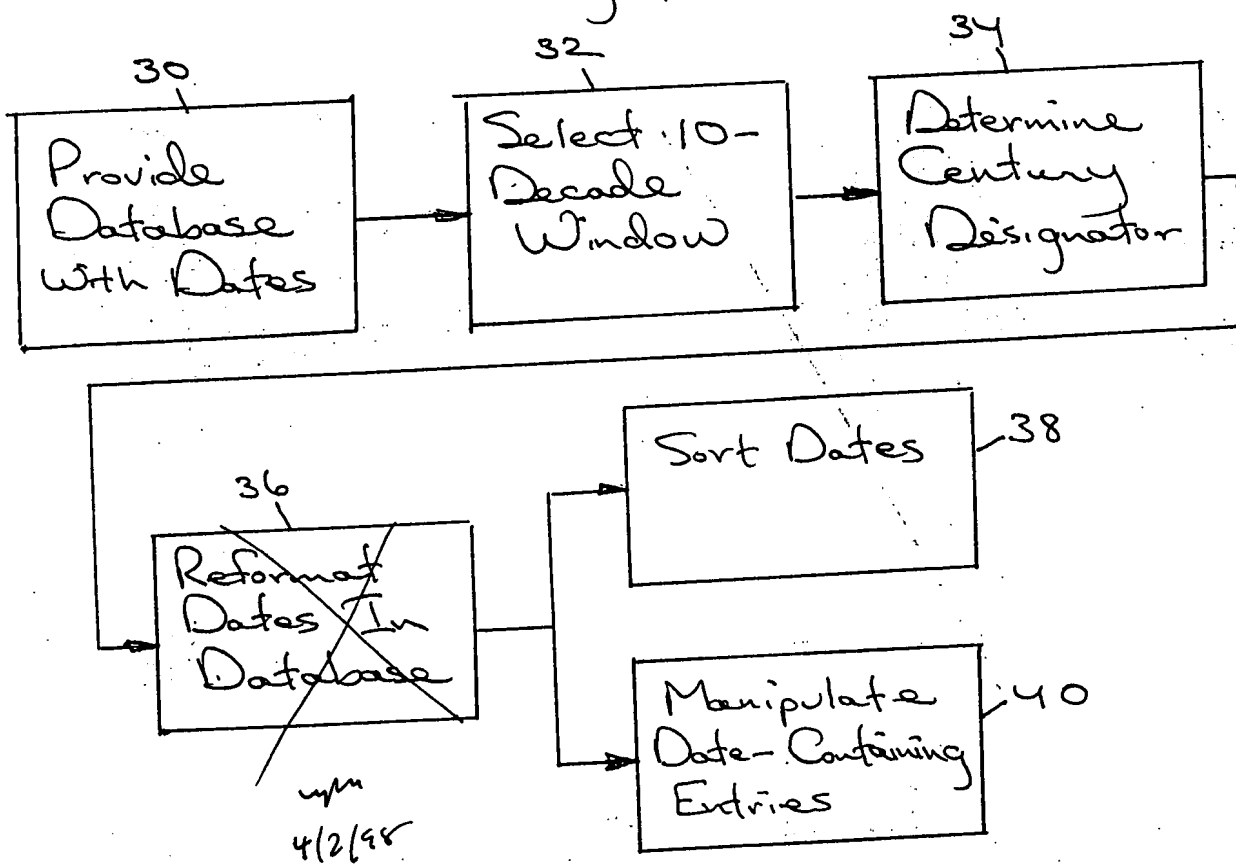 30
Provide
Database
With Dates
32
Select 10-
Decade
Window
34
Determine
Century
Designator
36
Reformat
Dates In
Database
Sort Dates
38
Manipulate
Date-Containing
Entries
40
4/2/98